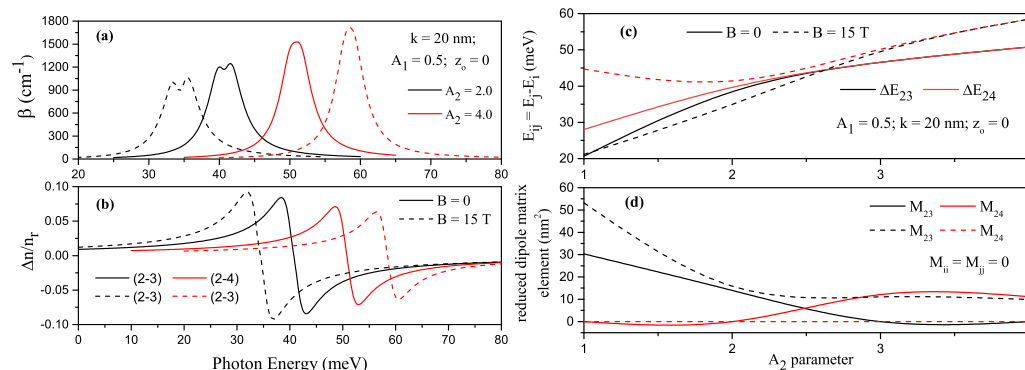 (a)
k = 20 nm;
A1 = 0.5; zo = 0
A2 = 2.0
A2 = 4.0
β (cm⁻¹)
1800
1500
1200
900
600
300
0
20 30 40 50 60 70 80
(b)
B = 0
B = 15 T
(2-3) (2-4)
(2-3) (2-3)
Δn/nr
0.10
0.05
0.00
-0.05
-0.10
0 10 20 30 40 50 60 70 80
Photon Energy (meV)
(c)
B = 0 B = 15 T
ΔE23 ΔE24
A1 = 0.5; k = 20 nm; zo = 0
Eij = Ej-Ei (meV)
60
50
40
30
20
1 2 3
(d)
M23 M24
M23 M24
Mii = Mjj = 0
reduced dipole matrix
element (nm²)
60
50
40
30
20
10
0
1 2 3
A2 parameter